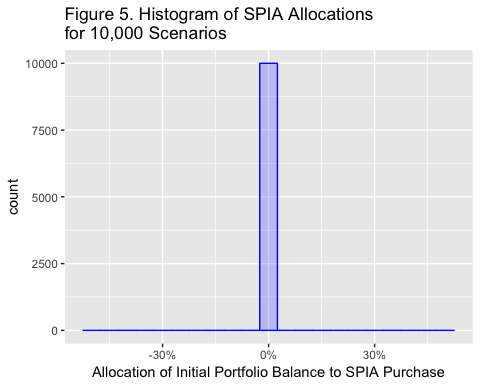 Figure 5. Histogram of SPIA Allocations
for 10,000 Scenarios
10000
7500
5000
2500
0
count
-30%
0%
30%
Allocation of Initial Portfolio Balance to SPIA Purchase